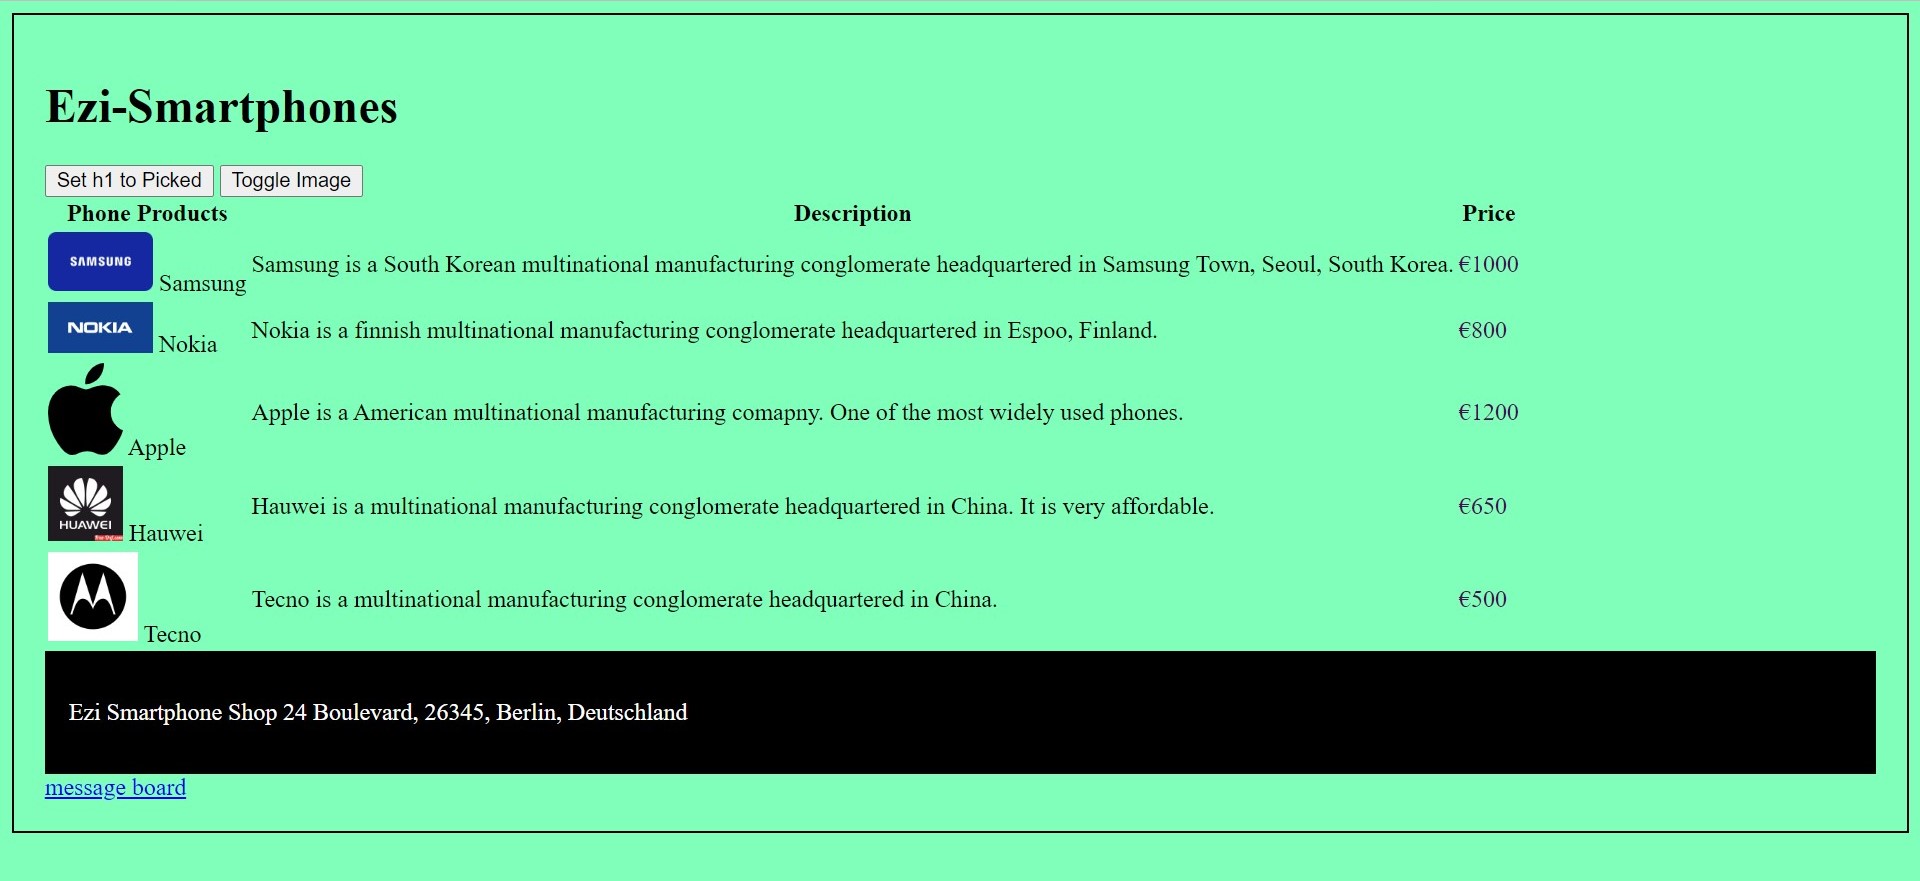 Ezi-Smartphones
Set h1 to Picked Toggle Image
Phone Products Description Price
SAMSUNG Samsung Samsung is a South Korean multinational manufacturing conglomerate headquartered in Samsung Town, Seoul, South Korea. €1000
NOKIA Nokia Nokia is a finnish multinational manufacturing conglomerate headquartered in Espoo, Finland. €800
Apple Apple is a American multinational manufacturing comapny. One of the most widely used phones. €1200
HUAWEI Hauwei Hauwei is a multinational manufacturing conglomerate headquartered in China. It is very affordable. €650
Tecno Tecno is a multinational manufacturing conglomerate headquartered in China. €500
Ezi Smartphone Shop 24 Boulevard, 26345, Berlin, Deutschland
message board